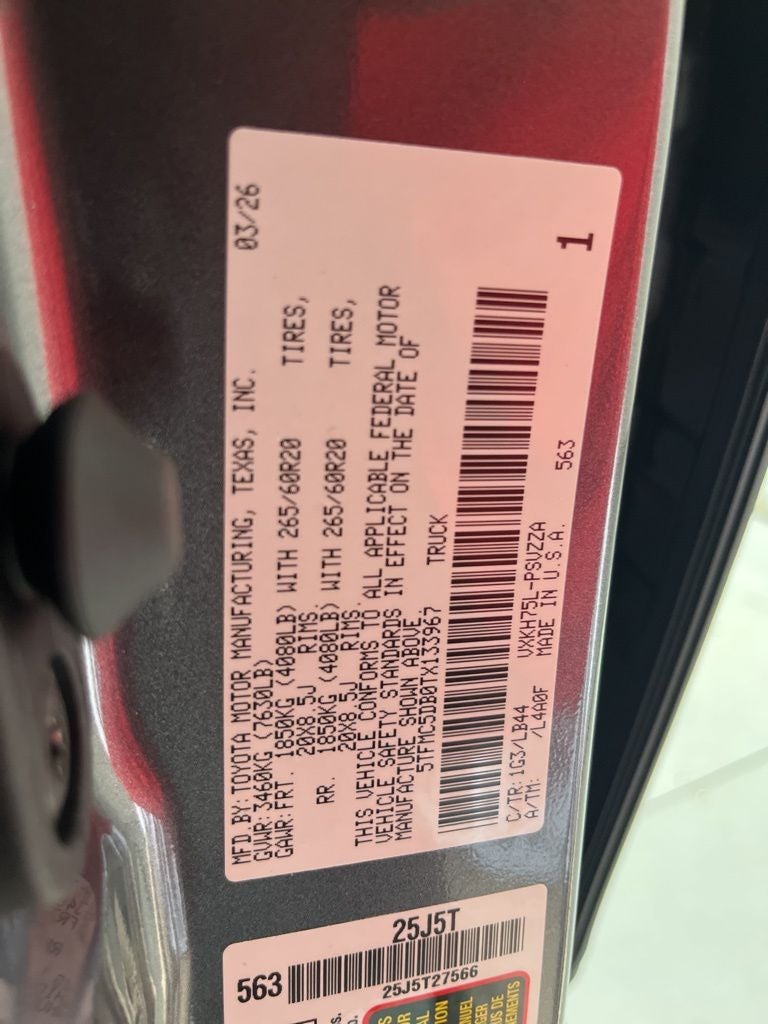 MFD.BY:TOYOTA MOTOR MANUFACTURING, TEXAS, INC. 03/26
GVWR:3460KG (7630LB)
GAWR:FRT. 1850KG (4080LB) WITH 265/60R20 TIRES,
20X8.5J RIMS.
RR. 1850KG (4080LB) WITH 265/60R20 TIRES,
20X8.5J RIMS.
THIS VEHICLE CONFORMS TO ALL APPLICABLE FEDERAL MOTOR
VEHICLE SAFETY STANDARDS IN EFFECT ON THE DATE OF
MANUFACTURE SHOWN ABOVE.
5TFMC5DB0TX133967 TRUCK
C/TR:1G3/LB44 VXKH75L-PSVZZA 563
A/TM: /L4A0F MADE IN U.S.A.
1
563 25J5T
25J5T27566
MANUEL